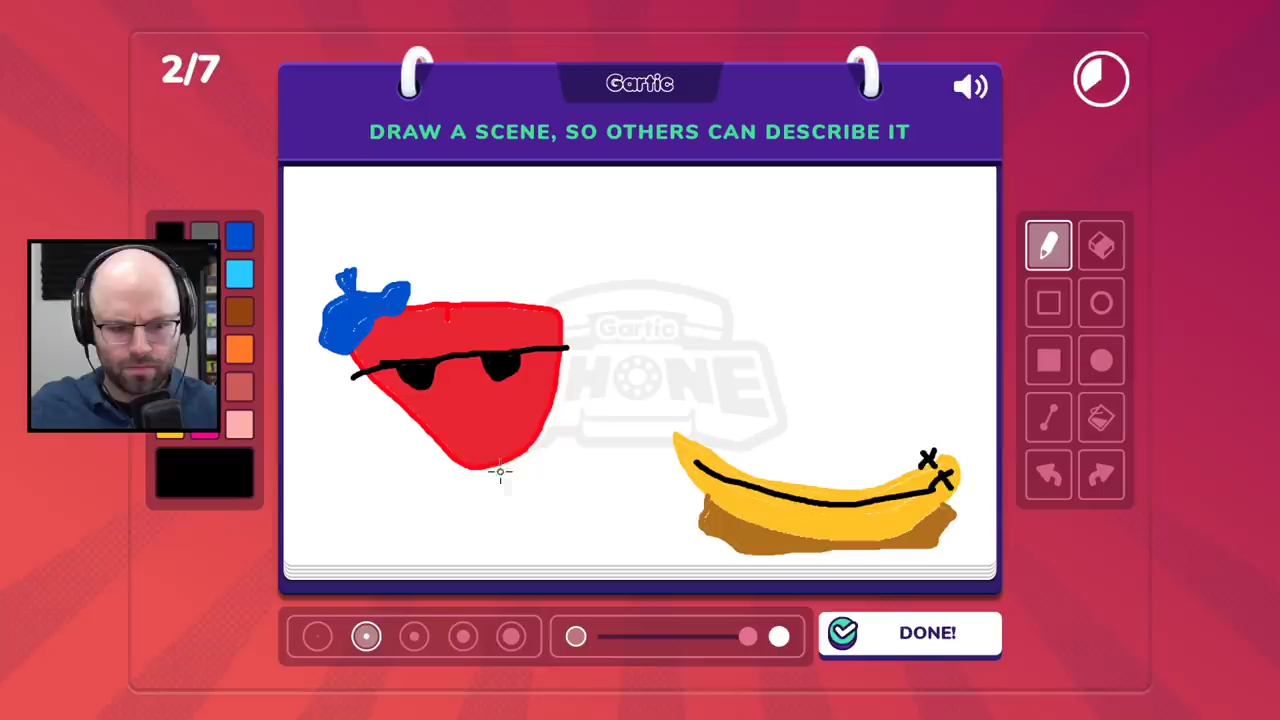 2/7
Gartic
DRAW A SCENE, SO OTHERS CAN DESCRIBE IT
Gartic
PHONE
DONE!